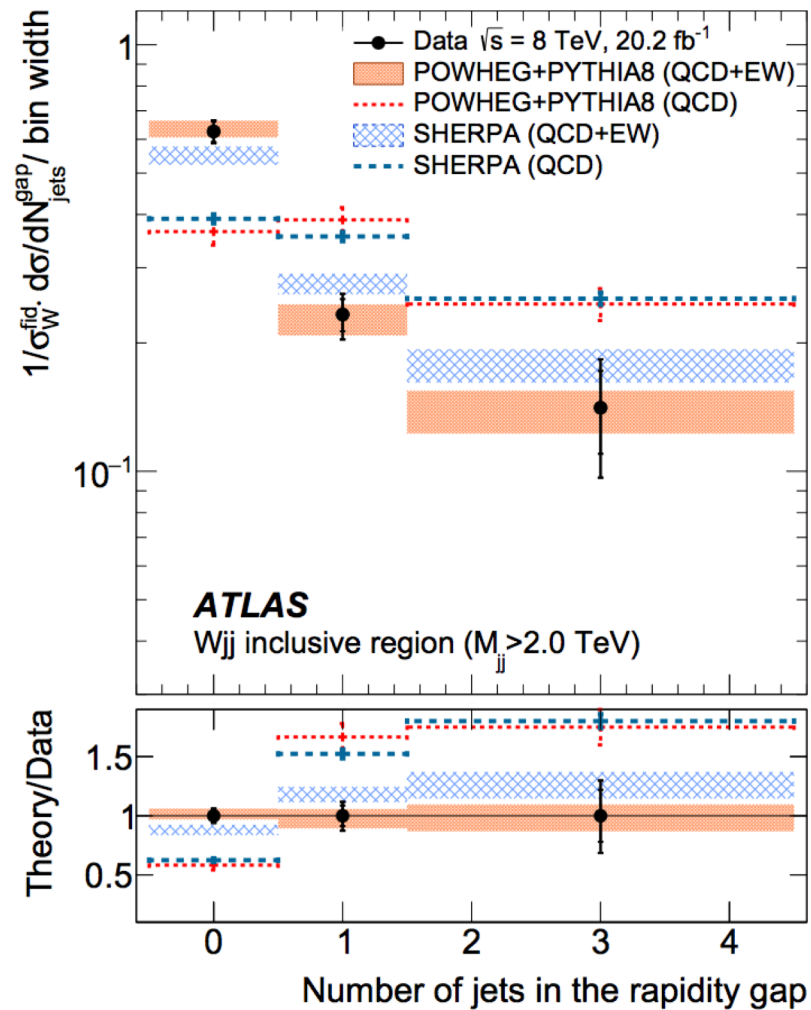 1/σ_W^fid· dσ/dN_jets^gap/ bin width
1
10⁻¹
Data √s = 8 TeV, 20.2 fb⁻¹
POWHEG+PYTHIA8 (QCD+EW)
POWHEG+PYTHIA8 (QCD)
SHERPA (QCD+EW)
SHERPA (QCD)
ATLAS
Wjj inclusive region (M_jj>2.0 TeV)
Theory/Data
1.5
1
0.5
0 1 2 3 4
Number of jets in the rapidity gap